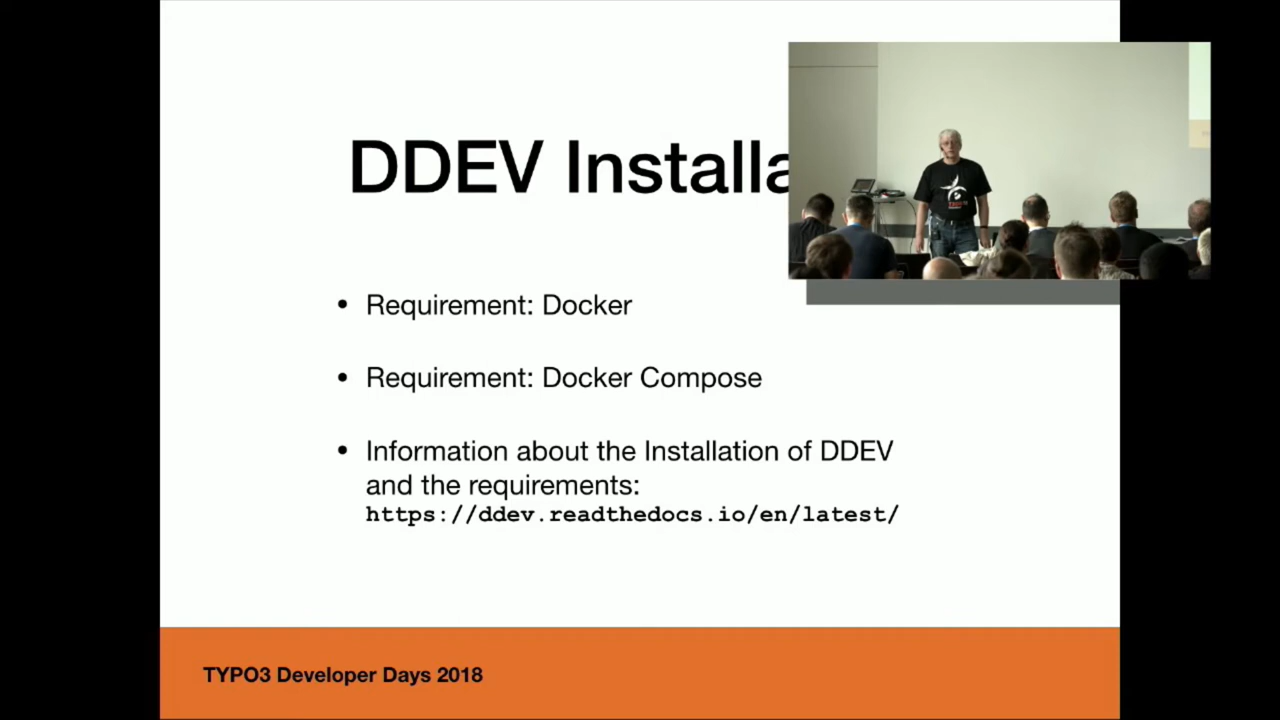 DDEV Installa
• Requirement: Docker
• Requirement: Docker Compose
• Information about the Installation of DDEV
and the requirements:
https://ddev.readthedocs.io/en/latest/
TYPO3 Developer Days 2018